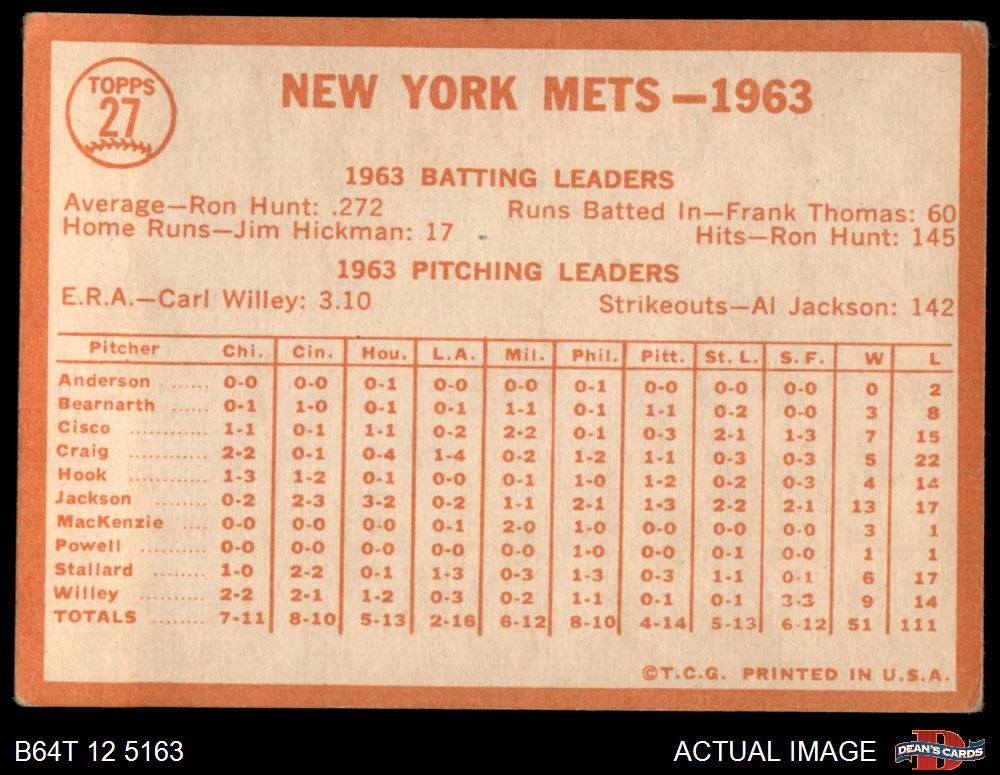 TOPPS
27
NEW YORK METS—1963
1963 BATTING LEADERS
Average—Ron Hunt: .272 Runs Batted In—Frank Thomas: 60
Home Runs—Jim Hickman: 17 Hits—Ron Hunt: 145
1963 PITCHING LEADERS
E.R.A.—Carl Willey: 3.10 Strikeouts—Al Jackson: 142
Pitcher Chi. Cin. Hou. L.A. Mil. Phil. Pitt. St. L. S. F. W L
Anderson ...... 0-0 0-0 0-1 0-0 0-0 0-1 0-0 0-0 0-0 0 2
Bearnarth ...... 0-1 1-0 0-1 0-1 1-1 0-1 1-1 0-2 0-0 3 8
Cisco ............ 1-1 0-1 1-1 0-2 2-2 0-1 0-3 2-1 1-3 7 15
Craig ............ 2-2 0-1 0-4 1-4 0-2 1-2 1-1 0-3 0-3 5 22
Hook ............ 1-3 1-2 0-1 0-0 0-1 1-0 1-2 0-2 0-3 4 14
Jackson ........ 0-2 2-3 3-2 0-2 1-1 2-1 1-3 2-2 2-1 13 17
MacKenzie .... 0-0 0-0 0-0 0-1 2-0 1-0 0-0 0-0 0-0 3 1
Powell .......... 0-0 0-0 0-0 0-0 0-0 1-0 0-0 0-1 0-0 1 1
Stallard ........ 1-0 2-2 0-1 1-3 0-3 1-3 0-3 1-1 0-1 6 17
Willey .......... 2-2 2-1 1-2 0-3 0-2 1-1 0-1 0-1 3-3 9 14
TOTALS ........ 7-11 8-10 5-13 2-16 6-12 8-10 4-14 5-13 6-12 51 111
©T.C.G. PRINTED IN U.S.A.
B64T 12 5163 ACTUAL IMAGE
D
DEAN'S CARDS